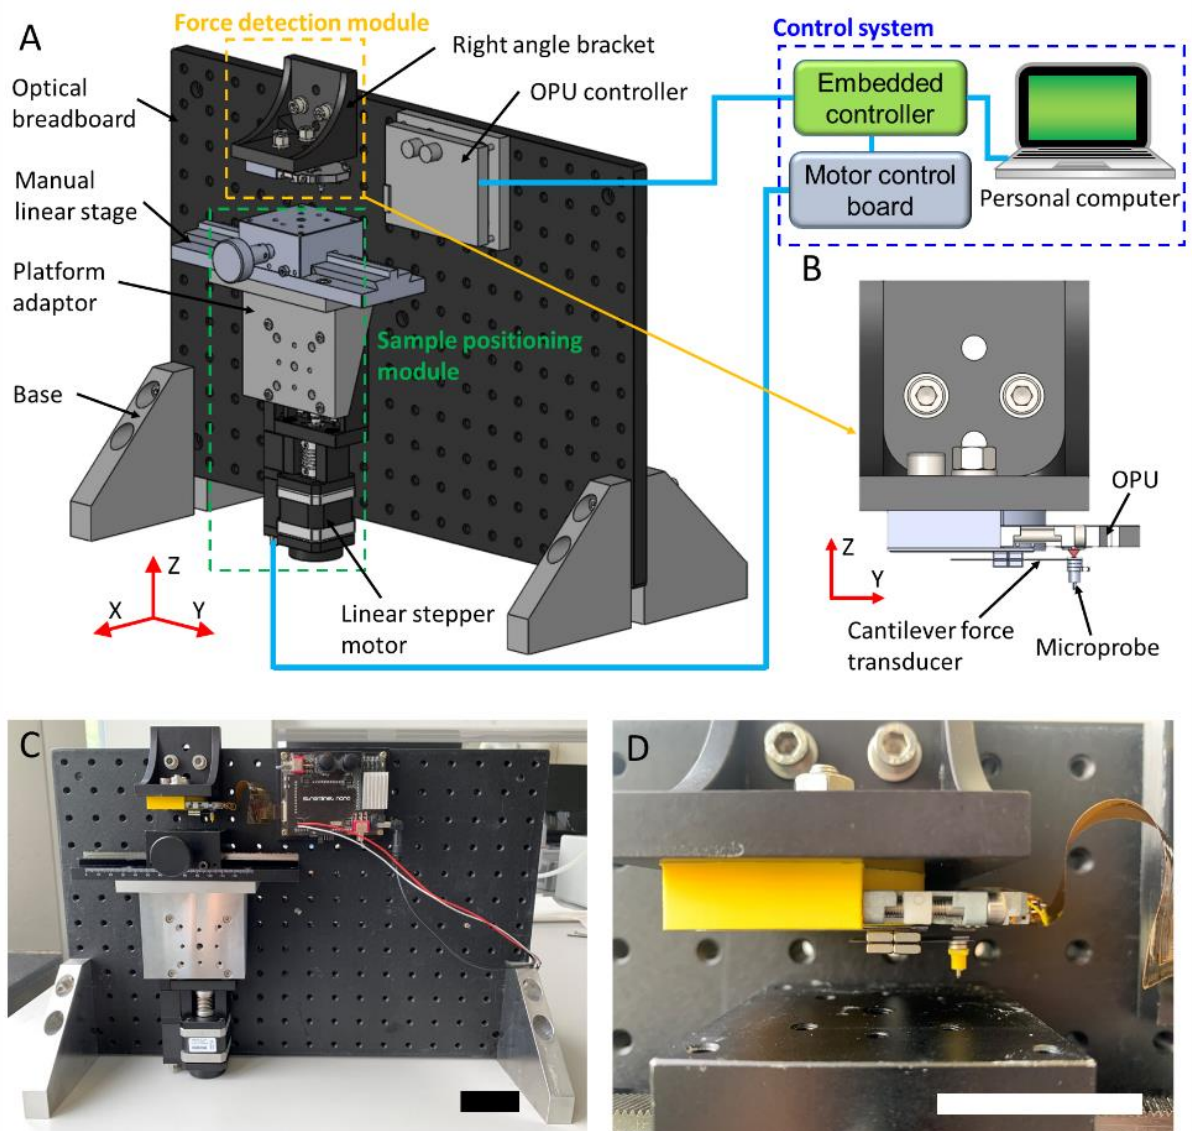 A
Force detection module
Right angle bracket
Optical
breadboard
OPU controller
Manual
linear stage
Platform
adaptor
Sample positioning
module
Base
Z
X
Y
Linear stepper
motor
Control system
Embedded
controller
Motor control
board
Personal computer
B
OPU
Z
Y
Cantilever force
transducer
Microprobe
C
D